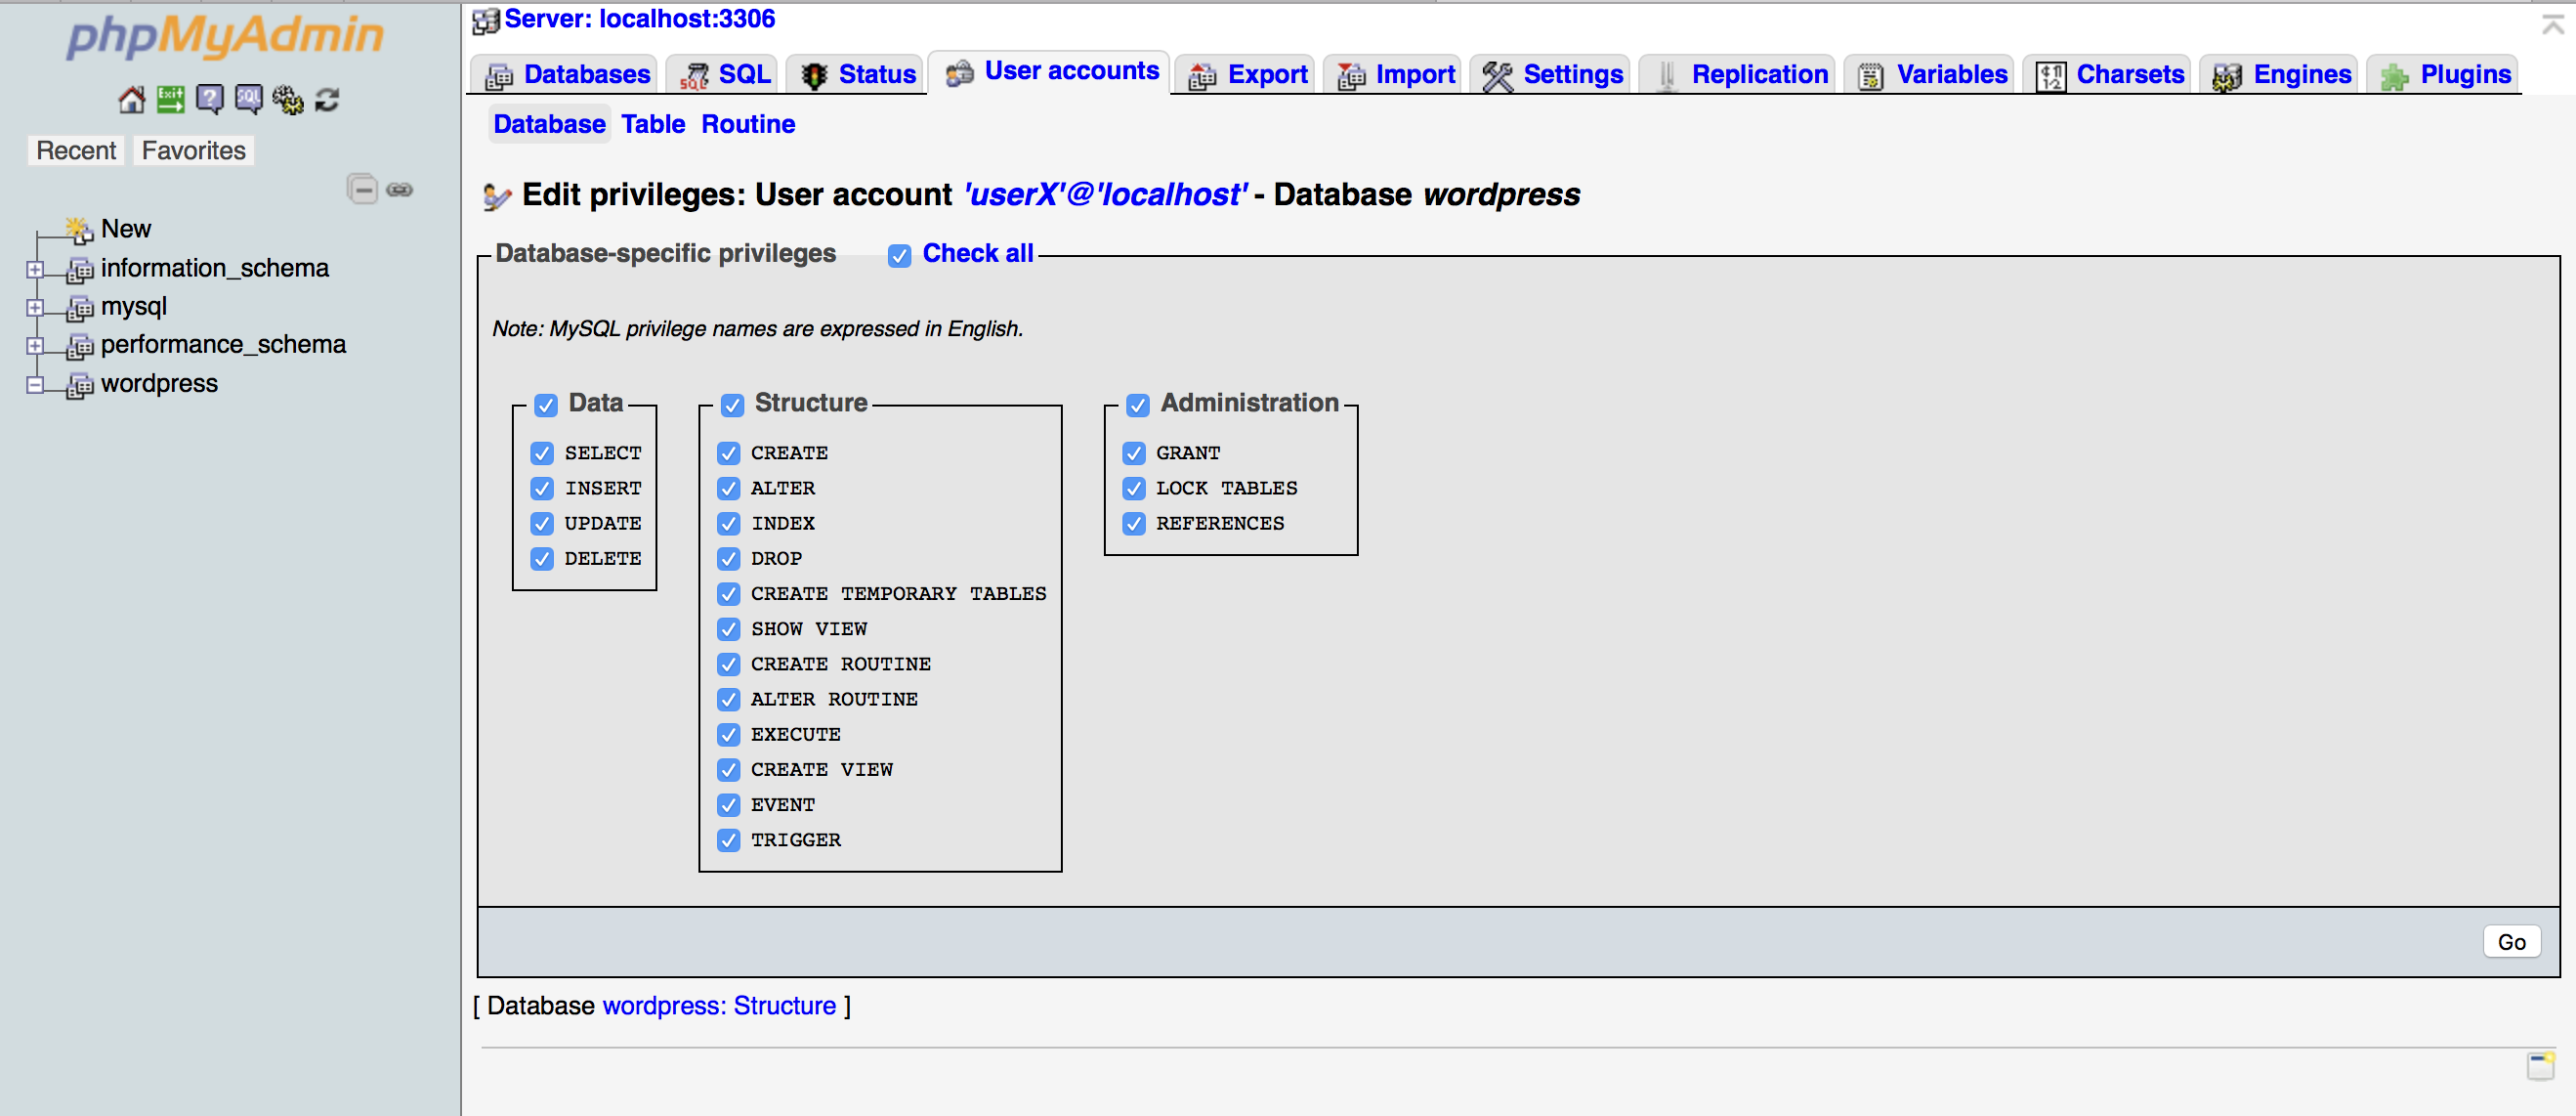 phpMyAdmin
Recent Favorites
New
information_schema
mysql
performance_schema
wordpress
Server: localhost:3306
Databases SQL Status User accounts Export Import Settings Replication Variables Charsets Engines Plugins
Database Table Routine
Edit privileges: User account 'userX'@'localhost' - Database wordpress
Database-specific privileges Check all
Note: MySQL privilege names are expressed in English.
Data
SELECT
INSERT
UPDATE
DELETE
Structure
CREATE
ALTER
INDEX
DROP
CREATE TEMPORARY TABLES
SHOW VIEW
CREATE ROUTINE
ALTER ROUTINE
EXECUTE
CREATE VIEW
EVENT
TRIGGER
Administration
GRANT
LOCK TABLES
REFERENCES
Go
[ Database wordpress: Structure ]